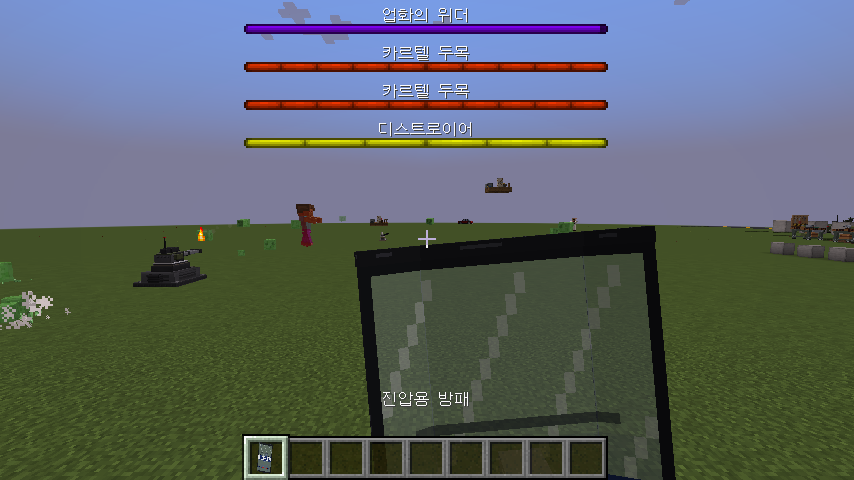 업화의 위더
카르텔 두목
카르텔 두목
디스트로이어
진압용 방패